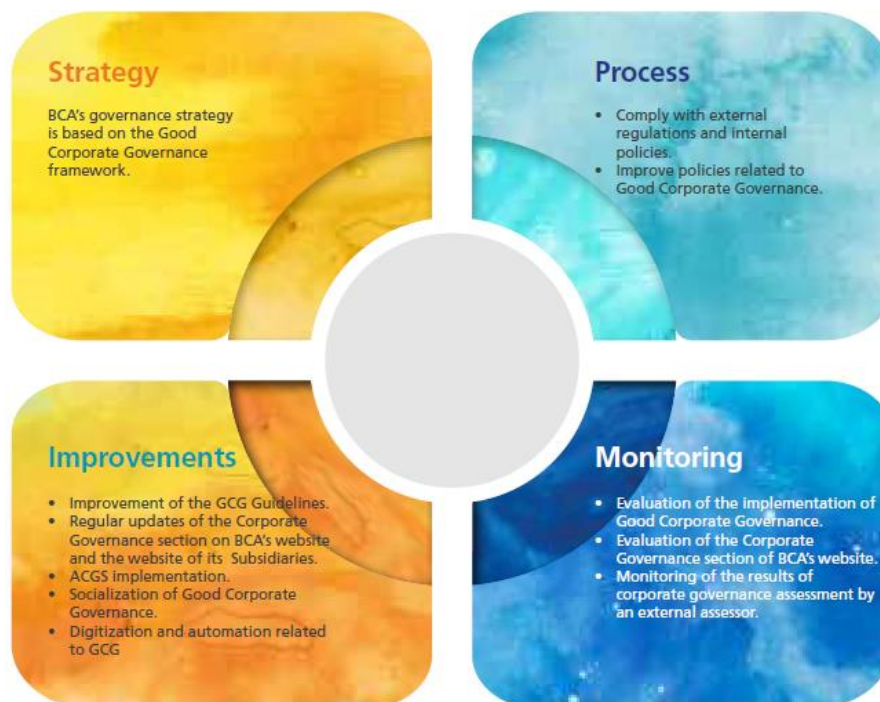 Strategy
BCA's governance strategy
is based on the Good
Corporate Governance
framework.
Process
• Comply with external
regulations and internal
policies.
• Improve policies related to
Good Corporate Governance.
Improvements
• Improvement of the GCG Guidelines.
• Regular updates of the Corporate
Governance section on BCA's website
and the website of its Subsidiaries.
• ACGS implementation.
• Socialization of Good Corporate
Governance.
• Digitization and automation related
to GCG
Monitoring
• Evaluation of the implementation of
Good Corporate Governance.
• Evaluation of the Corporate
Governance section of BCA's website.
• Monitoring of the results of
corporate governance assessment by
an external assessor.